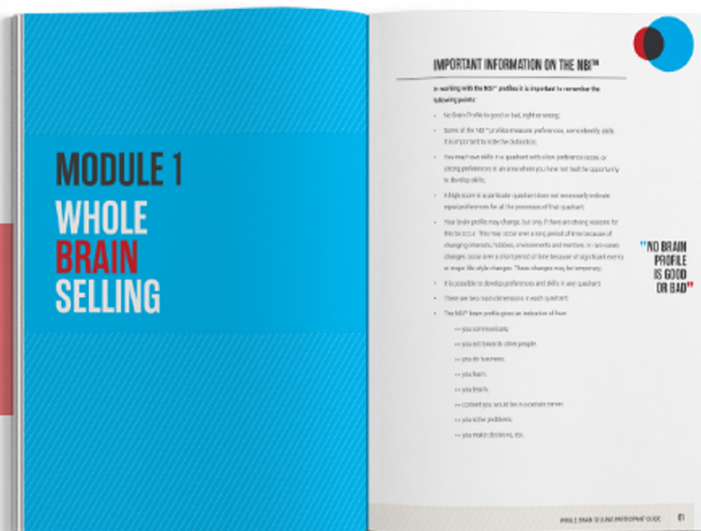 MODULE 1
WHOLE
BRAIN
SELLING
IMPORTANT INFORMATION ON THE NBI™
In working with the NBI™ profiles it is important to remember the
following points:
• No Brain Profile is good or bad, right or wrong;
• Some of the NBI™ profiles measure preferences, some identify skills.
It is important to note the distinction;
• You may have skills in a quadrant with a low preference score, or
strong preferences in an area where you have not had the opportunity
to develop skills;
• A high score in a particular quadrant does not necessarily indicate
equal preferences for all the processes of that quadrant;
• Your brain profile may change, but only if there are strong reasons for
this to occur. This may occur over a long period of time because of
changing interests, hobbies, environments and mentors. In rare cases
changes occur over a short period of time because of significant events
or major life style changes. These changes may be temporary;
• It is possible to develop preferences and skills in any quadrant;
• There are two main dimensions in each quadrant;
• The NBI™ brain profile gives an indication of how:
>> you communicate;
>> you act towards other people;
>> you do business;
>> you learn;
>> you teach;
>> you would be in a certain career;
>> you solve problems;
>> you make decisions, etc.
"NO BRAIN
PROFILE
IS GOOD
OR BAD"
WHOLE BRAIN SELLING PARTICIPANT GUIDE